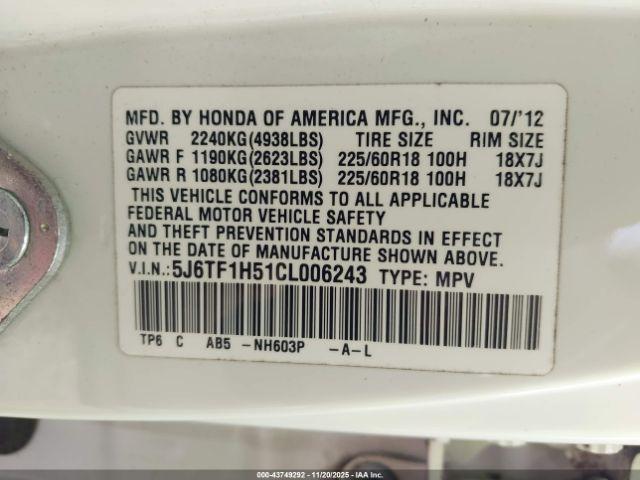 MFD. BY HONDA OF AMERICA MFG., INC. 07/'12
GVWR 2240KG(4938LBS) TIRE SIZE RIM SIZE
GAWR F 1190KG(2623LBS) 225/60R18 100H 18X7J
GAWR R 1080KG(2381LBS) 225/60R18 100H 18X7J
THIS VEHICLE CONFORMS TO ALL APPLICABLE
FEDERAL MOTOR VEHICLE SAFETY
AND THEFT PREVENTION STANDARDS IN EFFECT
ON THE DATE OF MANUFACTURE SHOWN ABOVE.
V.I.N.:5J6TF1H51CL006243 TYPE: MPV
TP6 C AB5 -NH603P -A-L
000-43749292 - 11/20/2025 - IAAI/COPART